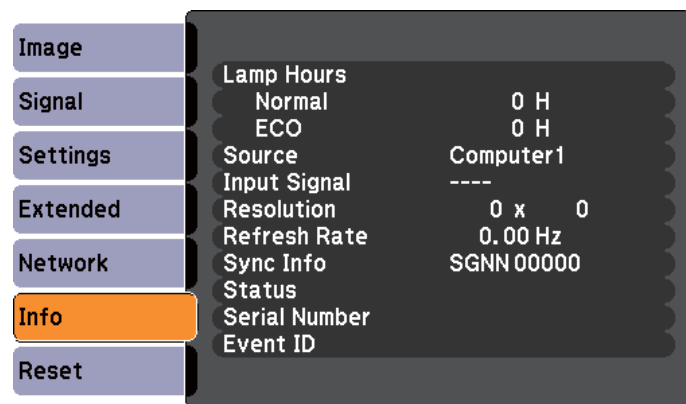 Image
Signal
Settings
Extended
Network
Info
Reset
Lamp Hours
Normal 0 H
ECO 0 H
Source Computer1
Input Signal ----
Resolution 0 x 0
Refresh Rate 0.00 Hz
Sync Info SGNN 00000
Status
Serial Number
Event ID